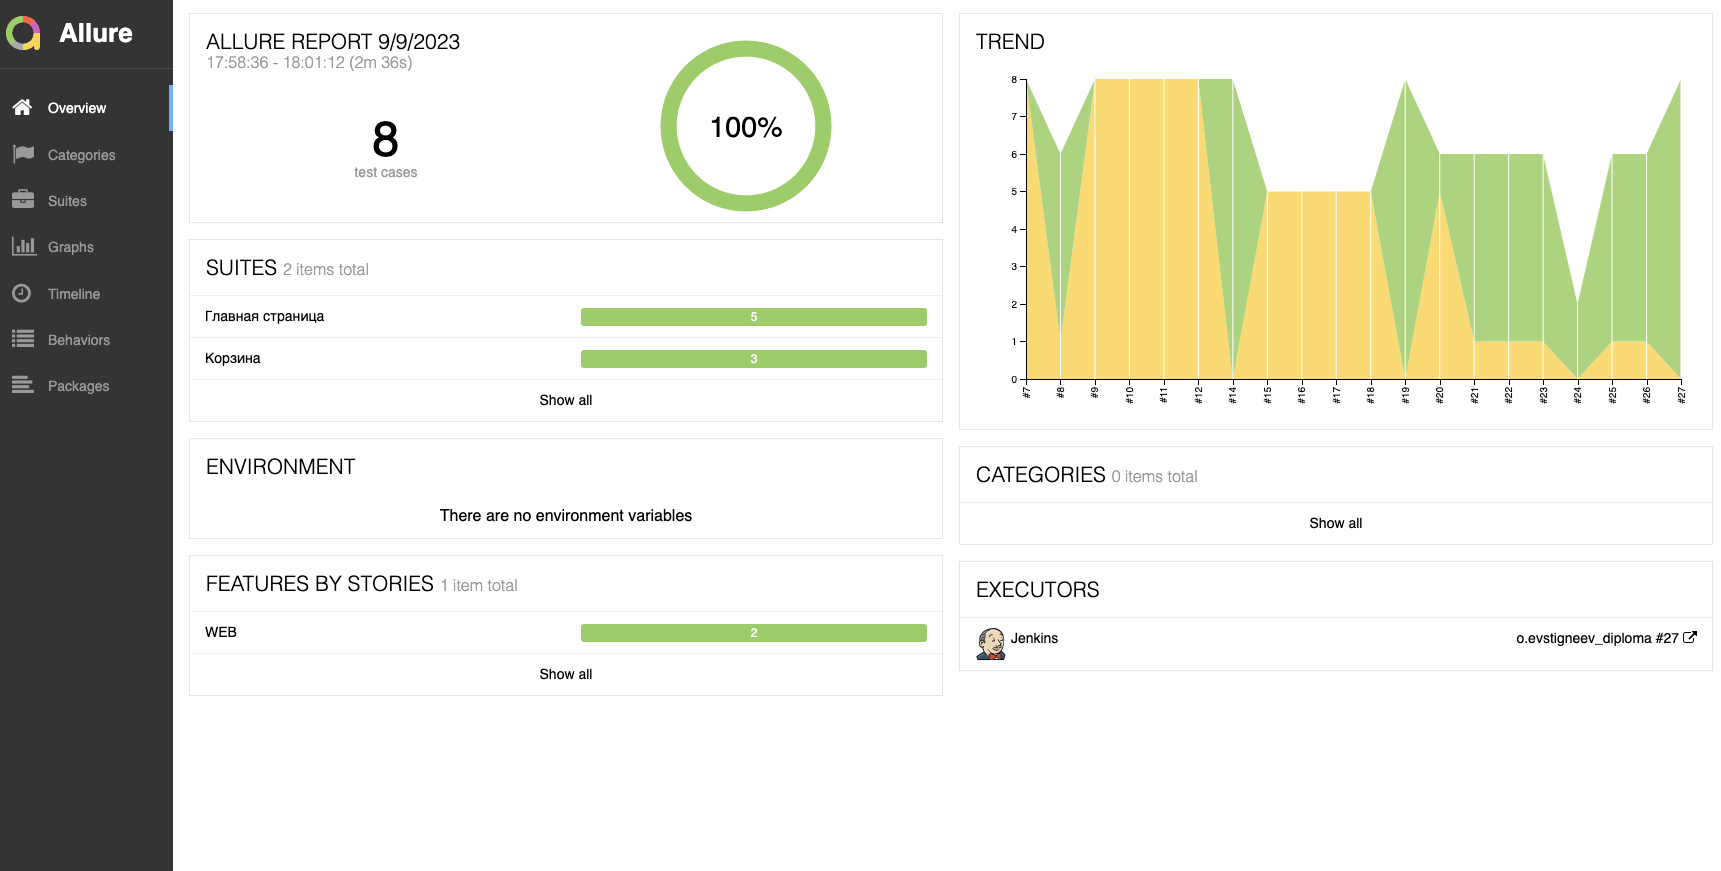 Allure
Overview
Categories
Suites
Graphs
Timeline
Behaviors
Packages
ALLURE REPORT 9/9/2023
17:58:36 - 18:01:12 (2m 36s)
8
test cases
100%
SUITES 2 items total
Главная страница 5
Корзина 3
Show all
ENVIRONMENT
There are no environment variables
FEATURES BY STORIES 1 item total
WEB 2
Show all
TREND
8
7
6
5
4
3
2
1
0
#7 #8 #9 #10 #11 #12 #14 #15 #16 #17 #18 #19 #20 #21 #22 #23 #24 #25 #26 #27
CATEGORIES 0 items total
Show all
EXECUTORS
Jenkins o.evstigneev_diploma #27